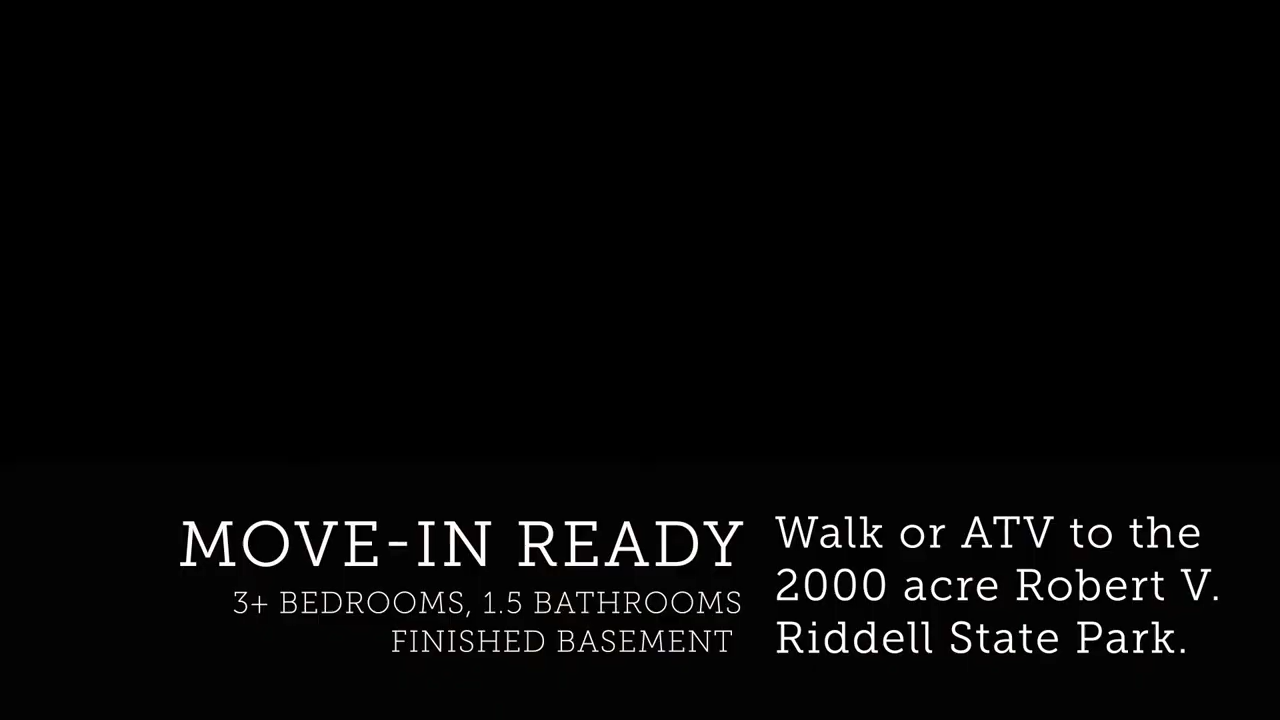 MOVE-IN READY
3+ BEDROOMS, 1.5 BATHROOMS
FINISHED BASEMENT
Walk or ATV to the
2000 acre Robert V.
Riddell State Park.